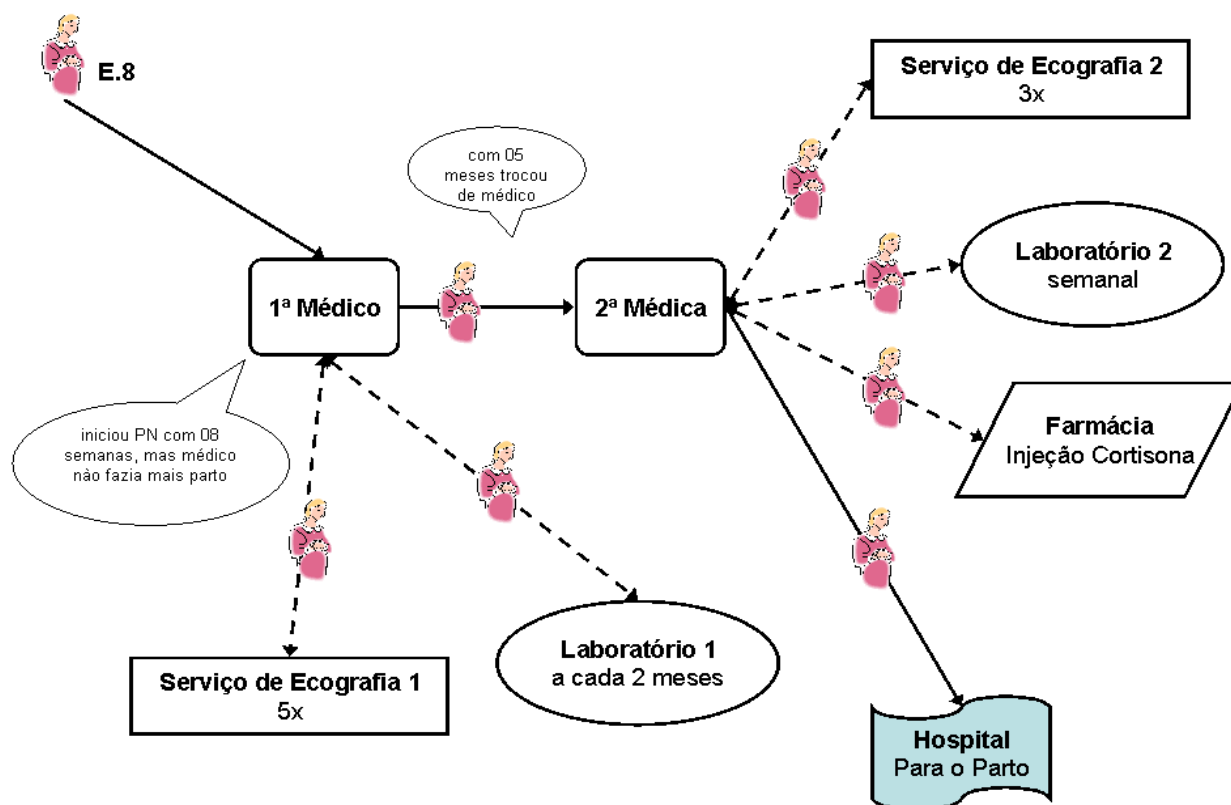 E.8
Serviço de Ecografia 2
3x
com 05
meses trocou
de médico
Laboratório 2
semanal
1ª Médico
2ª Médica
Farmácia
Injeção Cortisona
iniciou PN com 08
semanas, mas médico
não fazia mais parto
Laboratório 1
a cada 2 meses
Serviço de Ecografia 1
5x
Hospital
Para o Parto